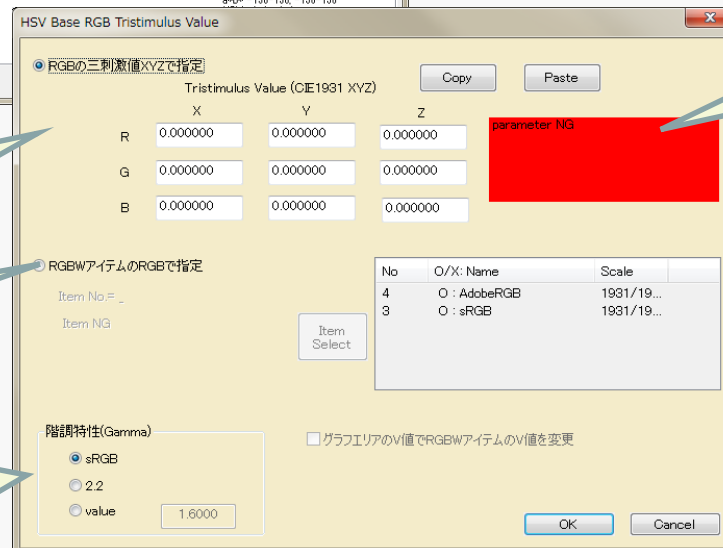 HSV Base RGB Tristimulus Value
RGBの三刺激値XYZで指定
Tristimulus Value (CIE1931 XYZ)
Copy
Paste
X Y Z
R 0.000000 0.000000 0.000000
parameter NG
G 0.000000 0.000000 0.000000
B 0.000000 0.000000 0.000000
RGBWアイテムのRGBで指定
Item No.= _
Item NG
Item
Select
No O/X: Name Scale
4 O : AdobeRGB 1931/19...
3 O : sRGB 1931/19...
階調特性(Gamma)
sRGB
2.2
value 1.6000
グラフエリアのV値でRGBWアイテムのV値を変更
OK
Cancel